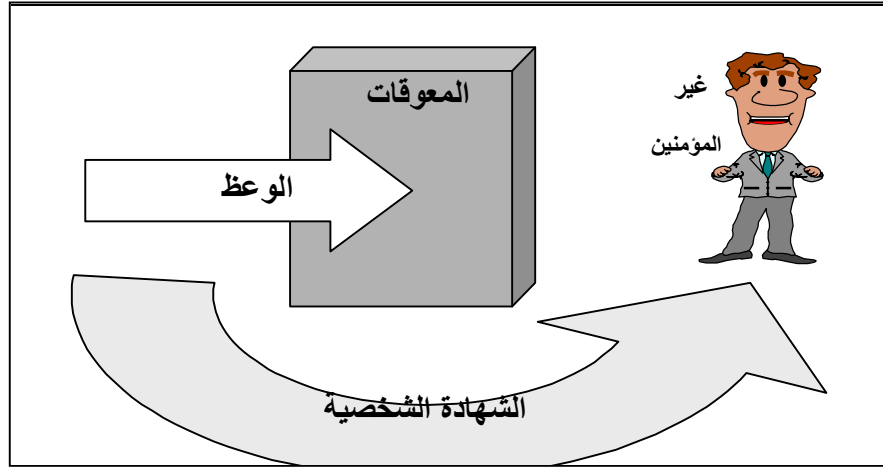 المعوقات
غير
المؤمنين
الوعظ
الشهادة الشخصية